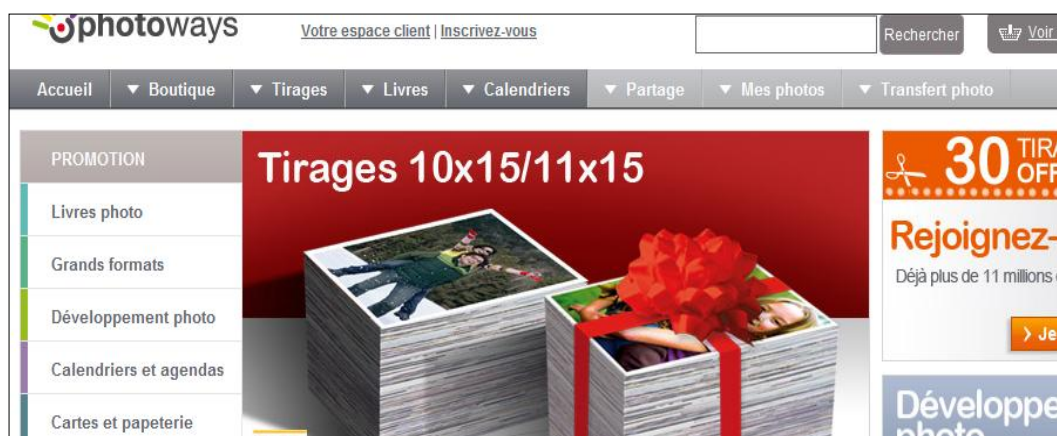 photoways
Votre espace client | Inscrivez-vous
Rechercher
Voir
Accueil
Boutique
Tirages
Livres
Calendriers
Partage
Mes photos
Transfert photo
PROMOTION
Livres photo
Grands formats
Développement photo
Calendriers et agendas
Cartes et papeterie
Tirages 10x15/11x15
30
Rejoignez-
Déjà plus de 11 millions
Je